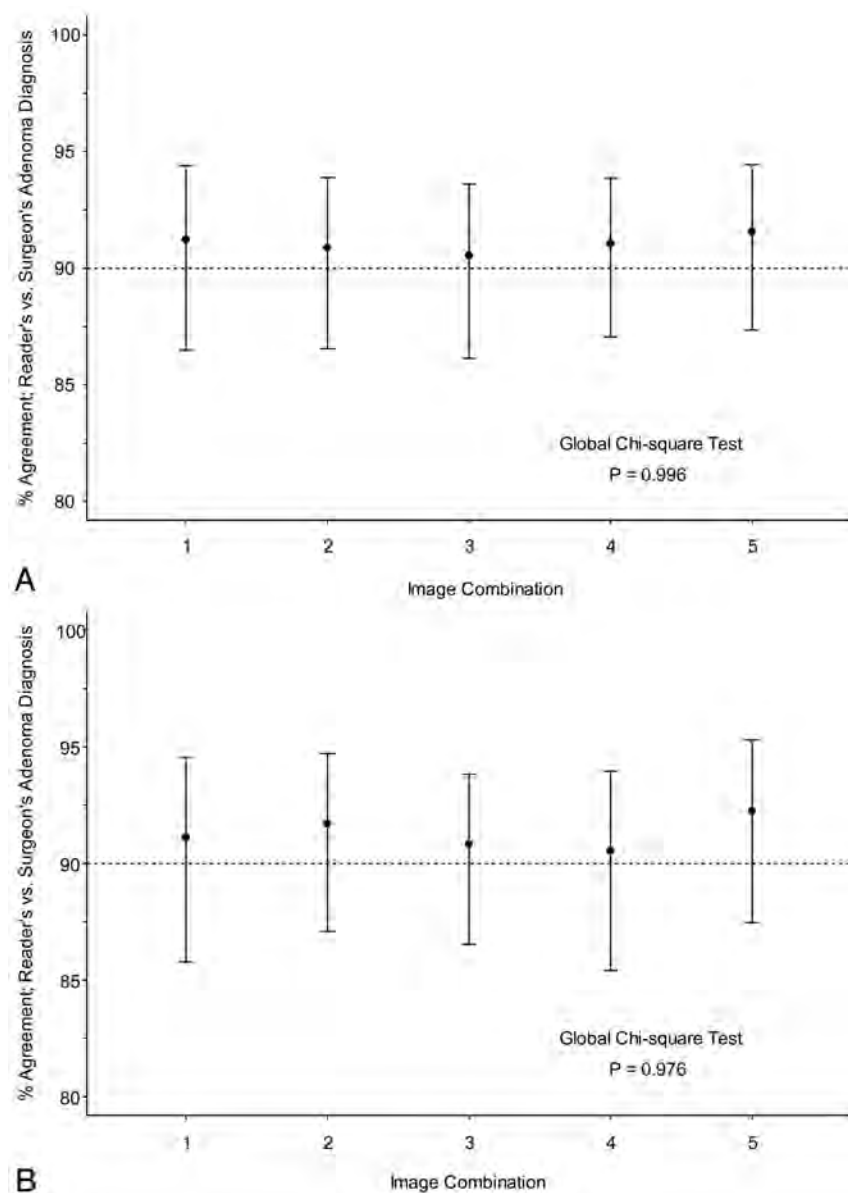 % Agreement; Reader's vs. Surgeon's Adenoma Diagnosis
100
95
90
85
80
Global Chi-square Test
P = 0.996
1 2 3 4 5
A
Image Combination
% Agreement; Reader's vs. Surgeon's Adenoma Diagnosis
100
95
90
85
80
Global Chi-square Test
P = 0.976
1 2 3 4 5
B
Image Combination